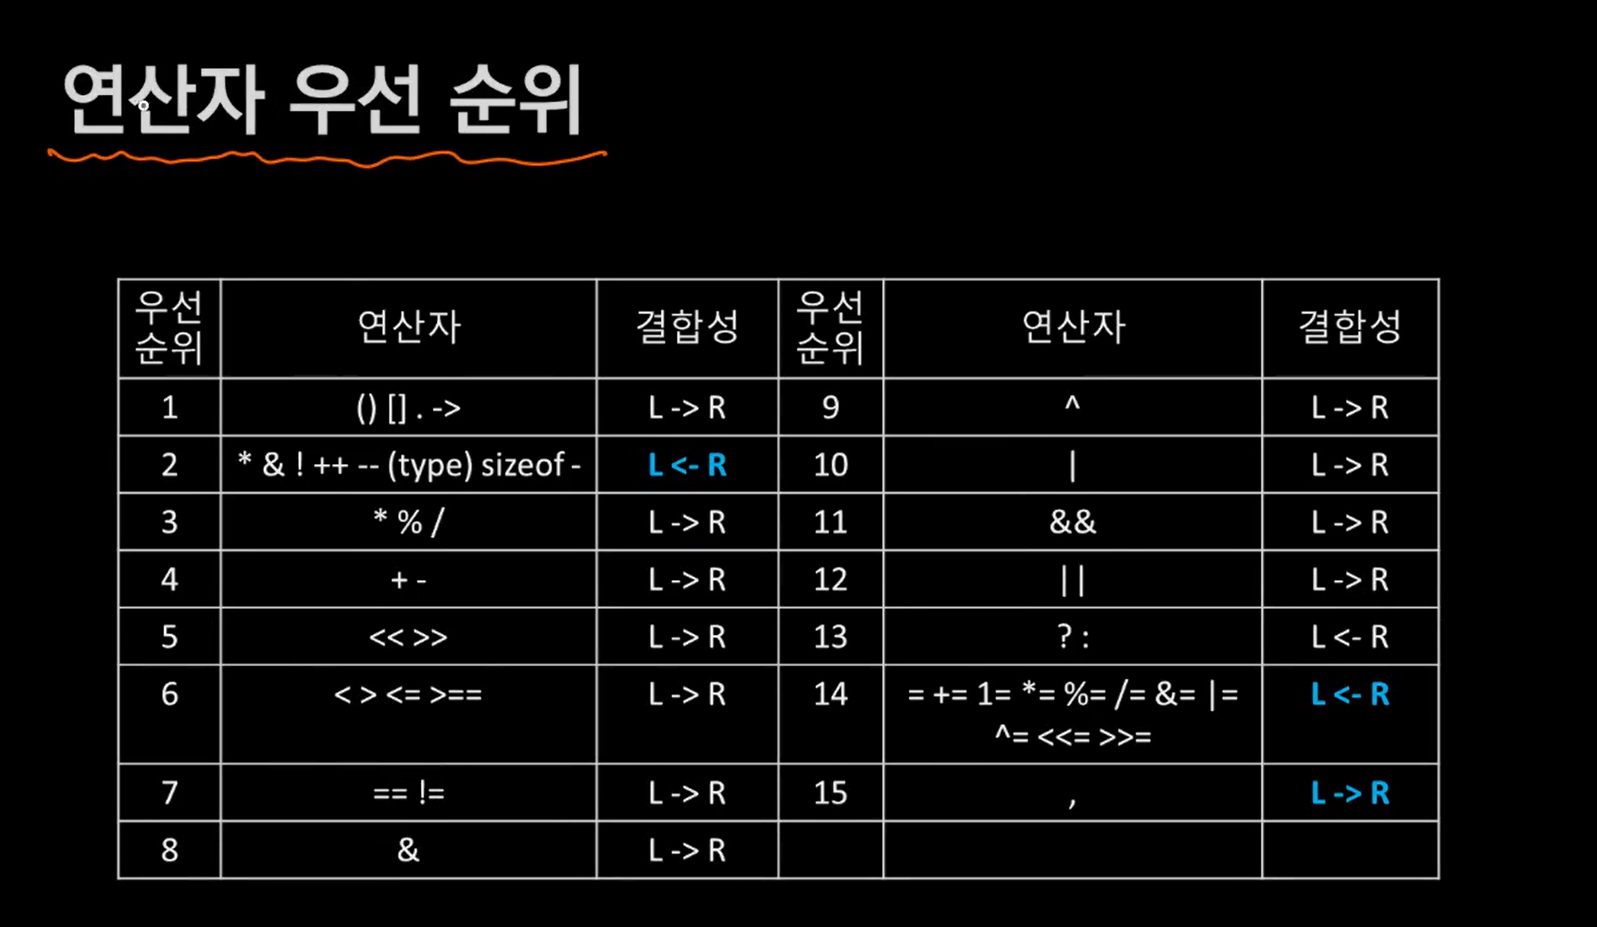 연산자 우선 순위
우선 순위 연산자 결합성 우선 순위 연산자 결합성
1 () [] . -> L -> R 9 ^ L -> R
2 * & ! ++ -- (type) sizeof - L <- R 10 | L -> R
3 * % / L -> R 11 && L -> R
4 + - L -> R 12 || L -> R
5 << >> L -> R 13 ? : L <- R
6 < > <= >== L -> R 14 = += 1= *= %= /= &= |= L <- R
^= <<= >>=
7 == != L -> R 15 , L -> R
8 & L -> R